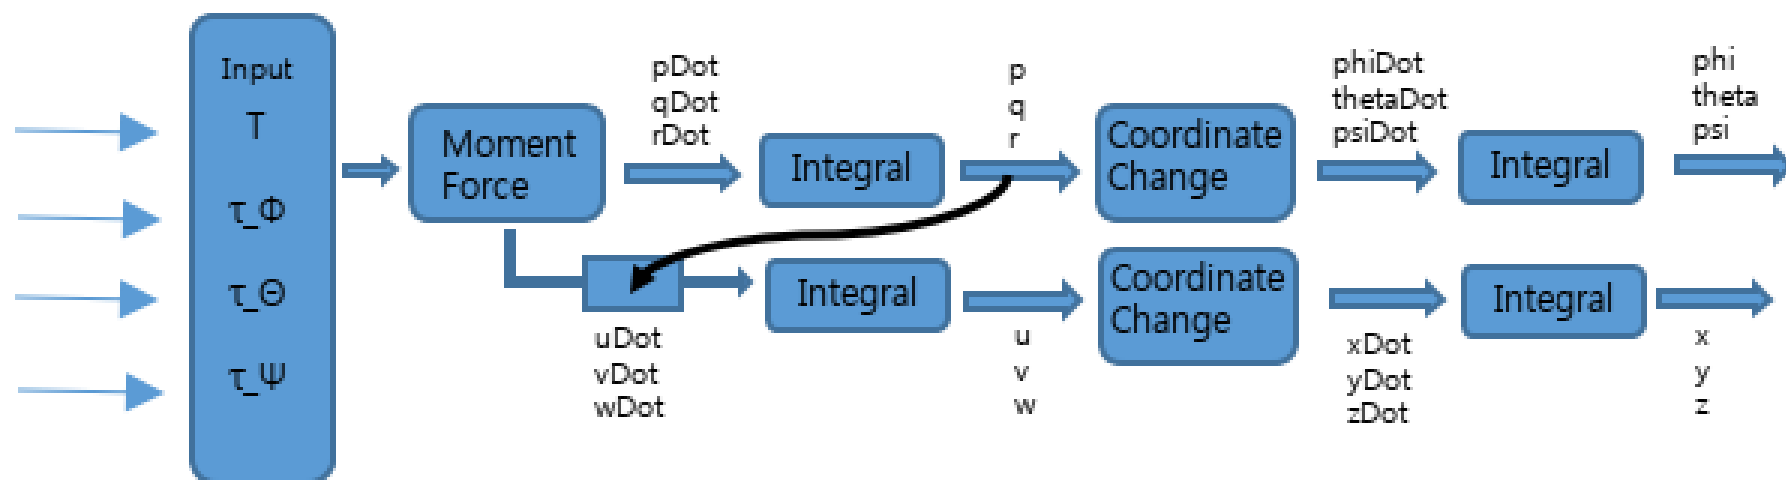 Input
T
τ_Φ
τ_Θ
τ_Ψ
Moment
Force
pDot
qDot
rDot
Integral
p
q
r
Coordinate
Change
phiDot
thetaDot
psiDot
Integral
phi
theta
psi
uDot
vDot
wDot
Integral
u
v
w
Coordinate
Change
xDot
yDot
zDot
Integral
x
y
z